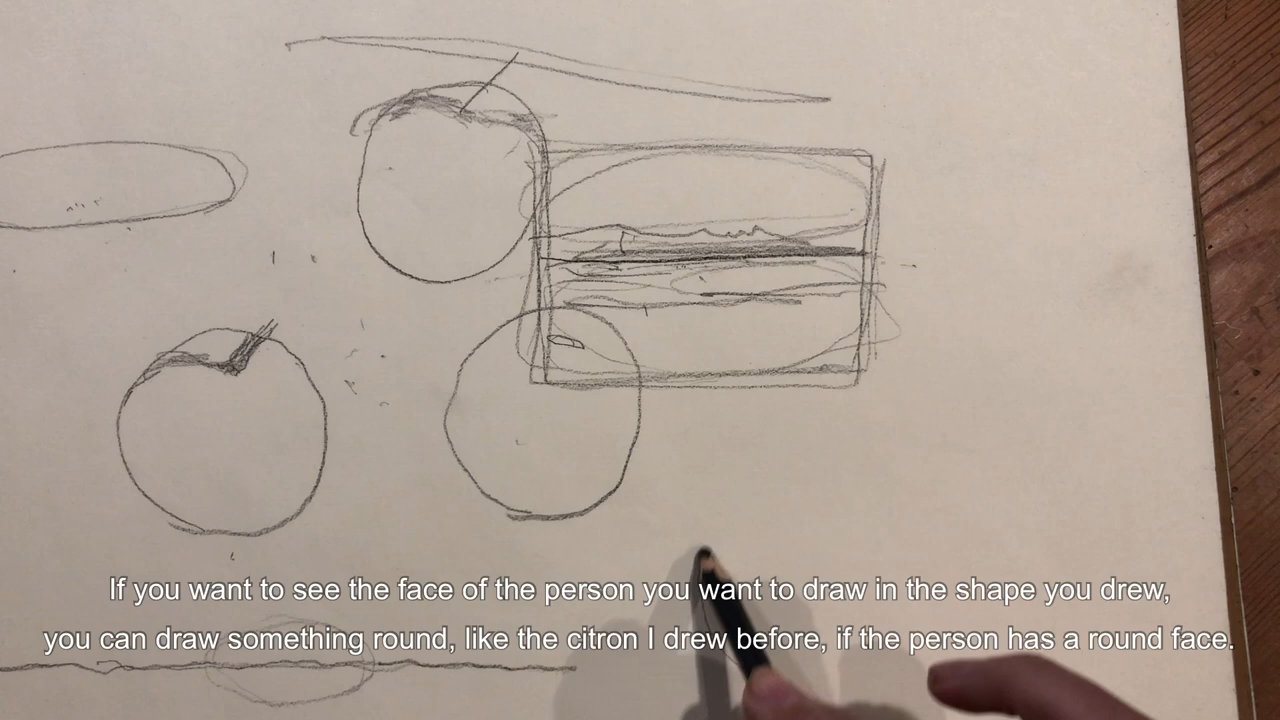 If you want to see the face of the person you want to draw in the shape you drew,
you can draw something round, like the citron I drew before, if the person has a round face.